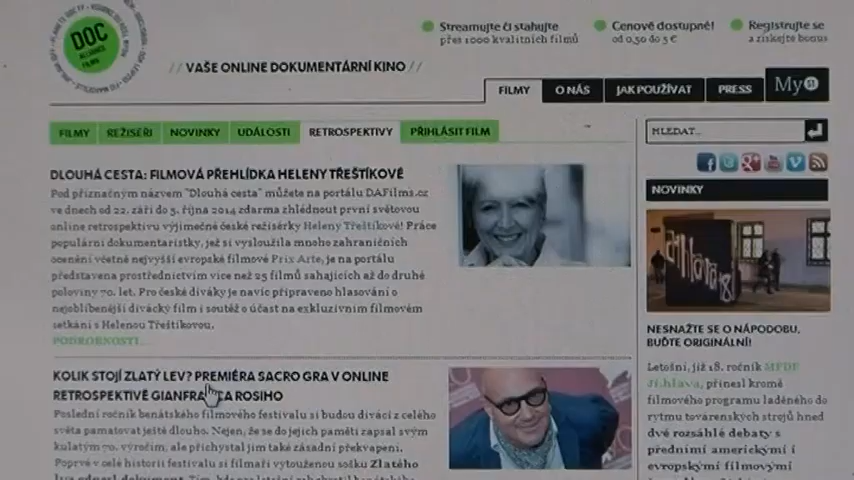 DOC
ALLIANCE
FILMS
Streamujte či stahujte
přes 1000 kvalitních filmů
Cenově dostupné!
od 0,50 do 5 €
Registrujte se
a získejte bonus
// VAŠE ONLINE DOKUMENTÁRNÍ KINO //
FILMY
O NÁS
JAK POUŽÍVAT
PRESS
My
FILMY
REŽISÉŘI
NOVINKY
UDÁLOSTI
RETROSPEKTIVY
PŘIHLÁSIT FILM
HLEDAT...
DLOUHÁ CESTA: FILMOVÁ PŘEHLÍDKA HELENY TŘEŠTÍKOVÉ
Pod příznačným názvem "Dlouhá cesta" můžete na portálu DAFilms.cz
ve dnech od 22. září do 5. října 2014 zdarma zhlédnout první světovou
online retrospektivu výjimečné české režisérky Heleny Třeštíkové! Práce
populární dokumentaristky, jež si vysloužila mnoho zahraničních
ocenění včetně nejvyšší evropské filmové Prix Arte, je na portálu
představena prostřednictvím více než 25 filmů sahajících až do druhé
poloviny 70. let. Pro české diváky je navíc připraveno hlasování o
nejoblíbenější divácký film i soutěž o účast na exkluzivním filmovém
setkání s Helenou Třeštíkovou.
PODROBNOSTI...
KOLIK STOJÍ ZLATÝ LEV? PREMIÉRA SACRO GRA V ONLINE
RETROSPEKTIVĚ GIANFRANCA ROSIHO
Poslední ročník benátského filmového festivalu si budou diváci z celého
světa pamatovat ještě dlouho. Nejen, že se do jejich paměti zapsal svým
kulatým 70. výročím, ale přichystal jim také zásadní překvapení.
Poprvé v celé historii festivalu si filmaři vytouženou sošku Zlatého
NOVINKY
NESNAŽTE SE O NÁPODOBU,
BUĎTE ORIGINÁLNÍ!
Letošní, již 18. ročník MFDF
Ji.hlava, přinesl kromě
filmového programu laděného do
rytmu továrenských strojů hned
dvě rozsáhlé debaty s
předními americkými i
evropskými filmovými